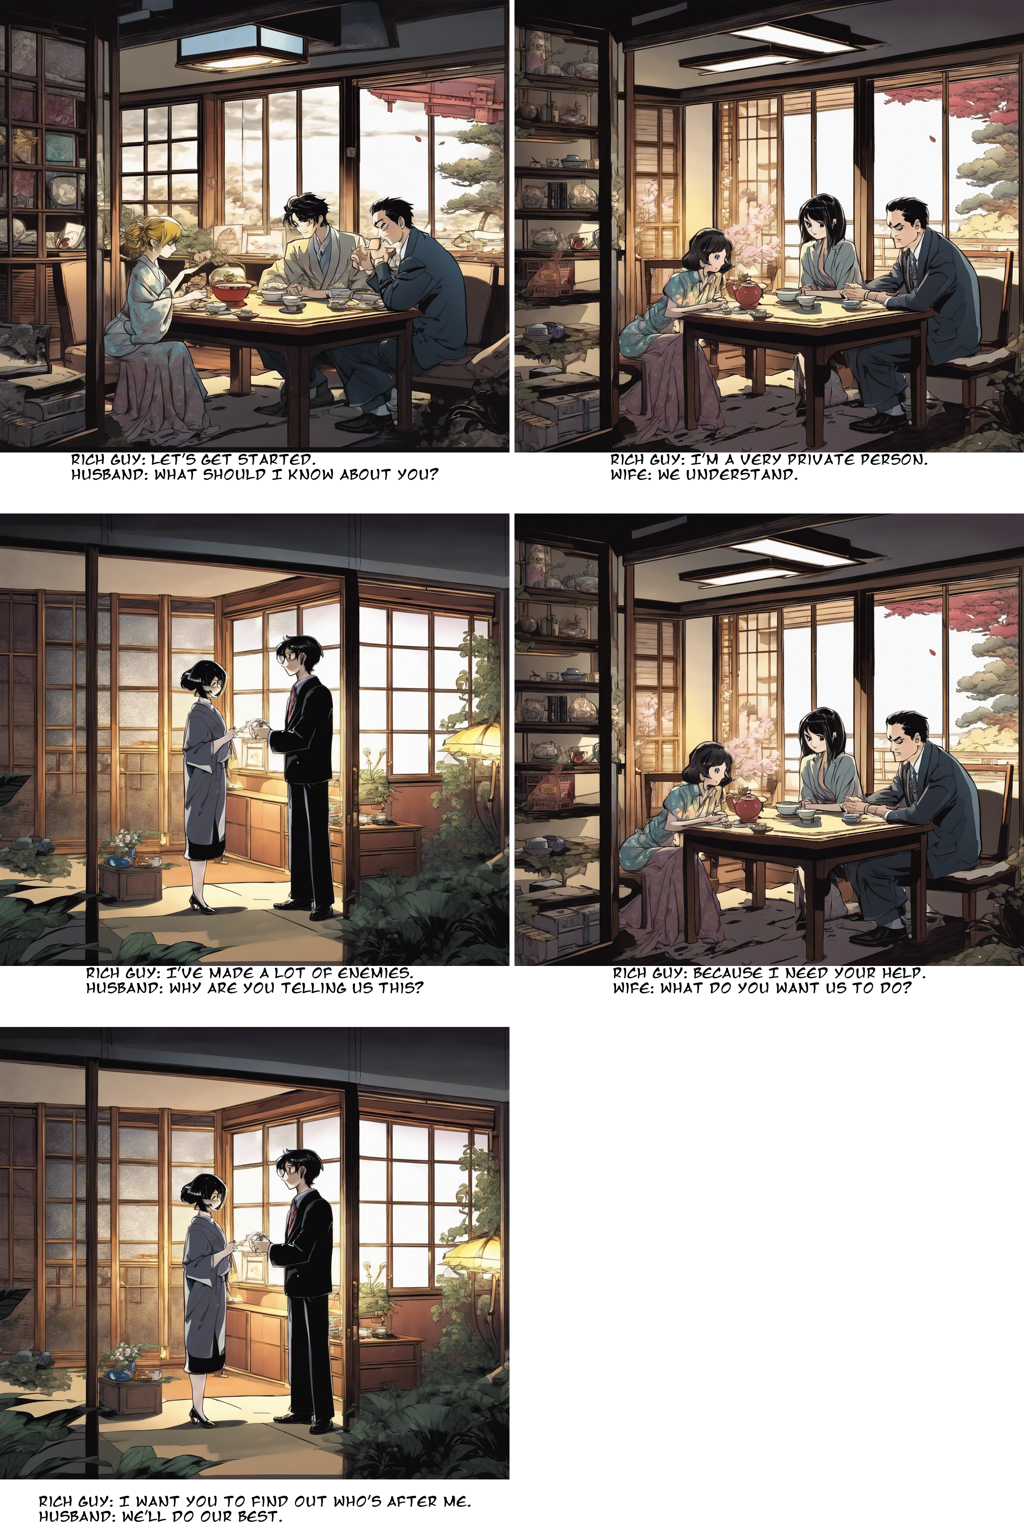 RICH GUY: LET'S GET STARTED.
HUSBAND: WHAT SHOULD I KNOW ABOUT YOU?
RICH GUY: I'M A VERY PRIVATE PERSON.
WIFE: WE UNDERSTAND.
RICH GUY: I'VE MADE A LOT OF ENEMIES.
HUSBAND: WHY ARE YOU TELLING US THIS?
RICH GUY: BECAUSE I NEED YOUR HELP.
WIFE: WHAT DO YOU WANT US TO DO?
RICH GUY: I WANT YOU TO FIND OUT WHO'S AFTER ME.
HUSBAND: WE'LL DO OUR BEST.